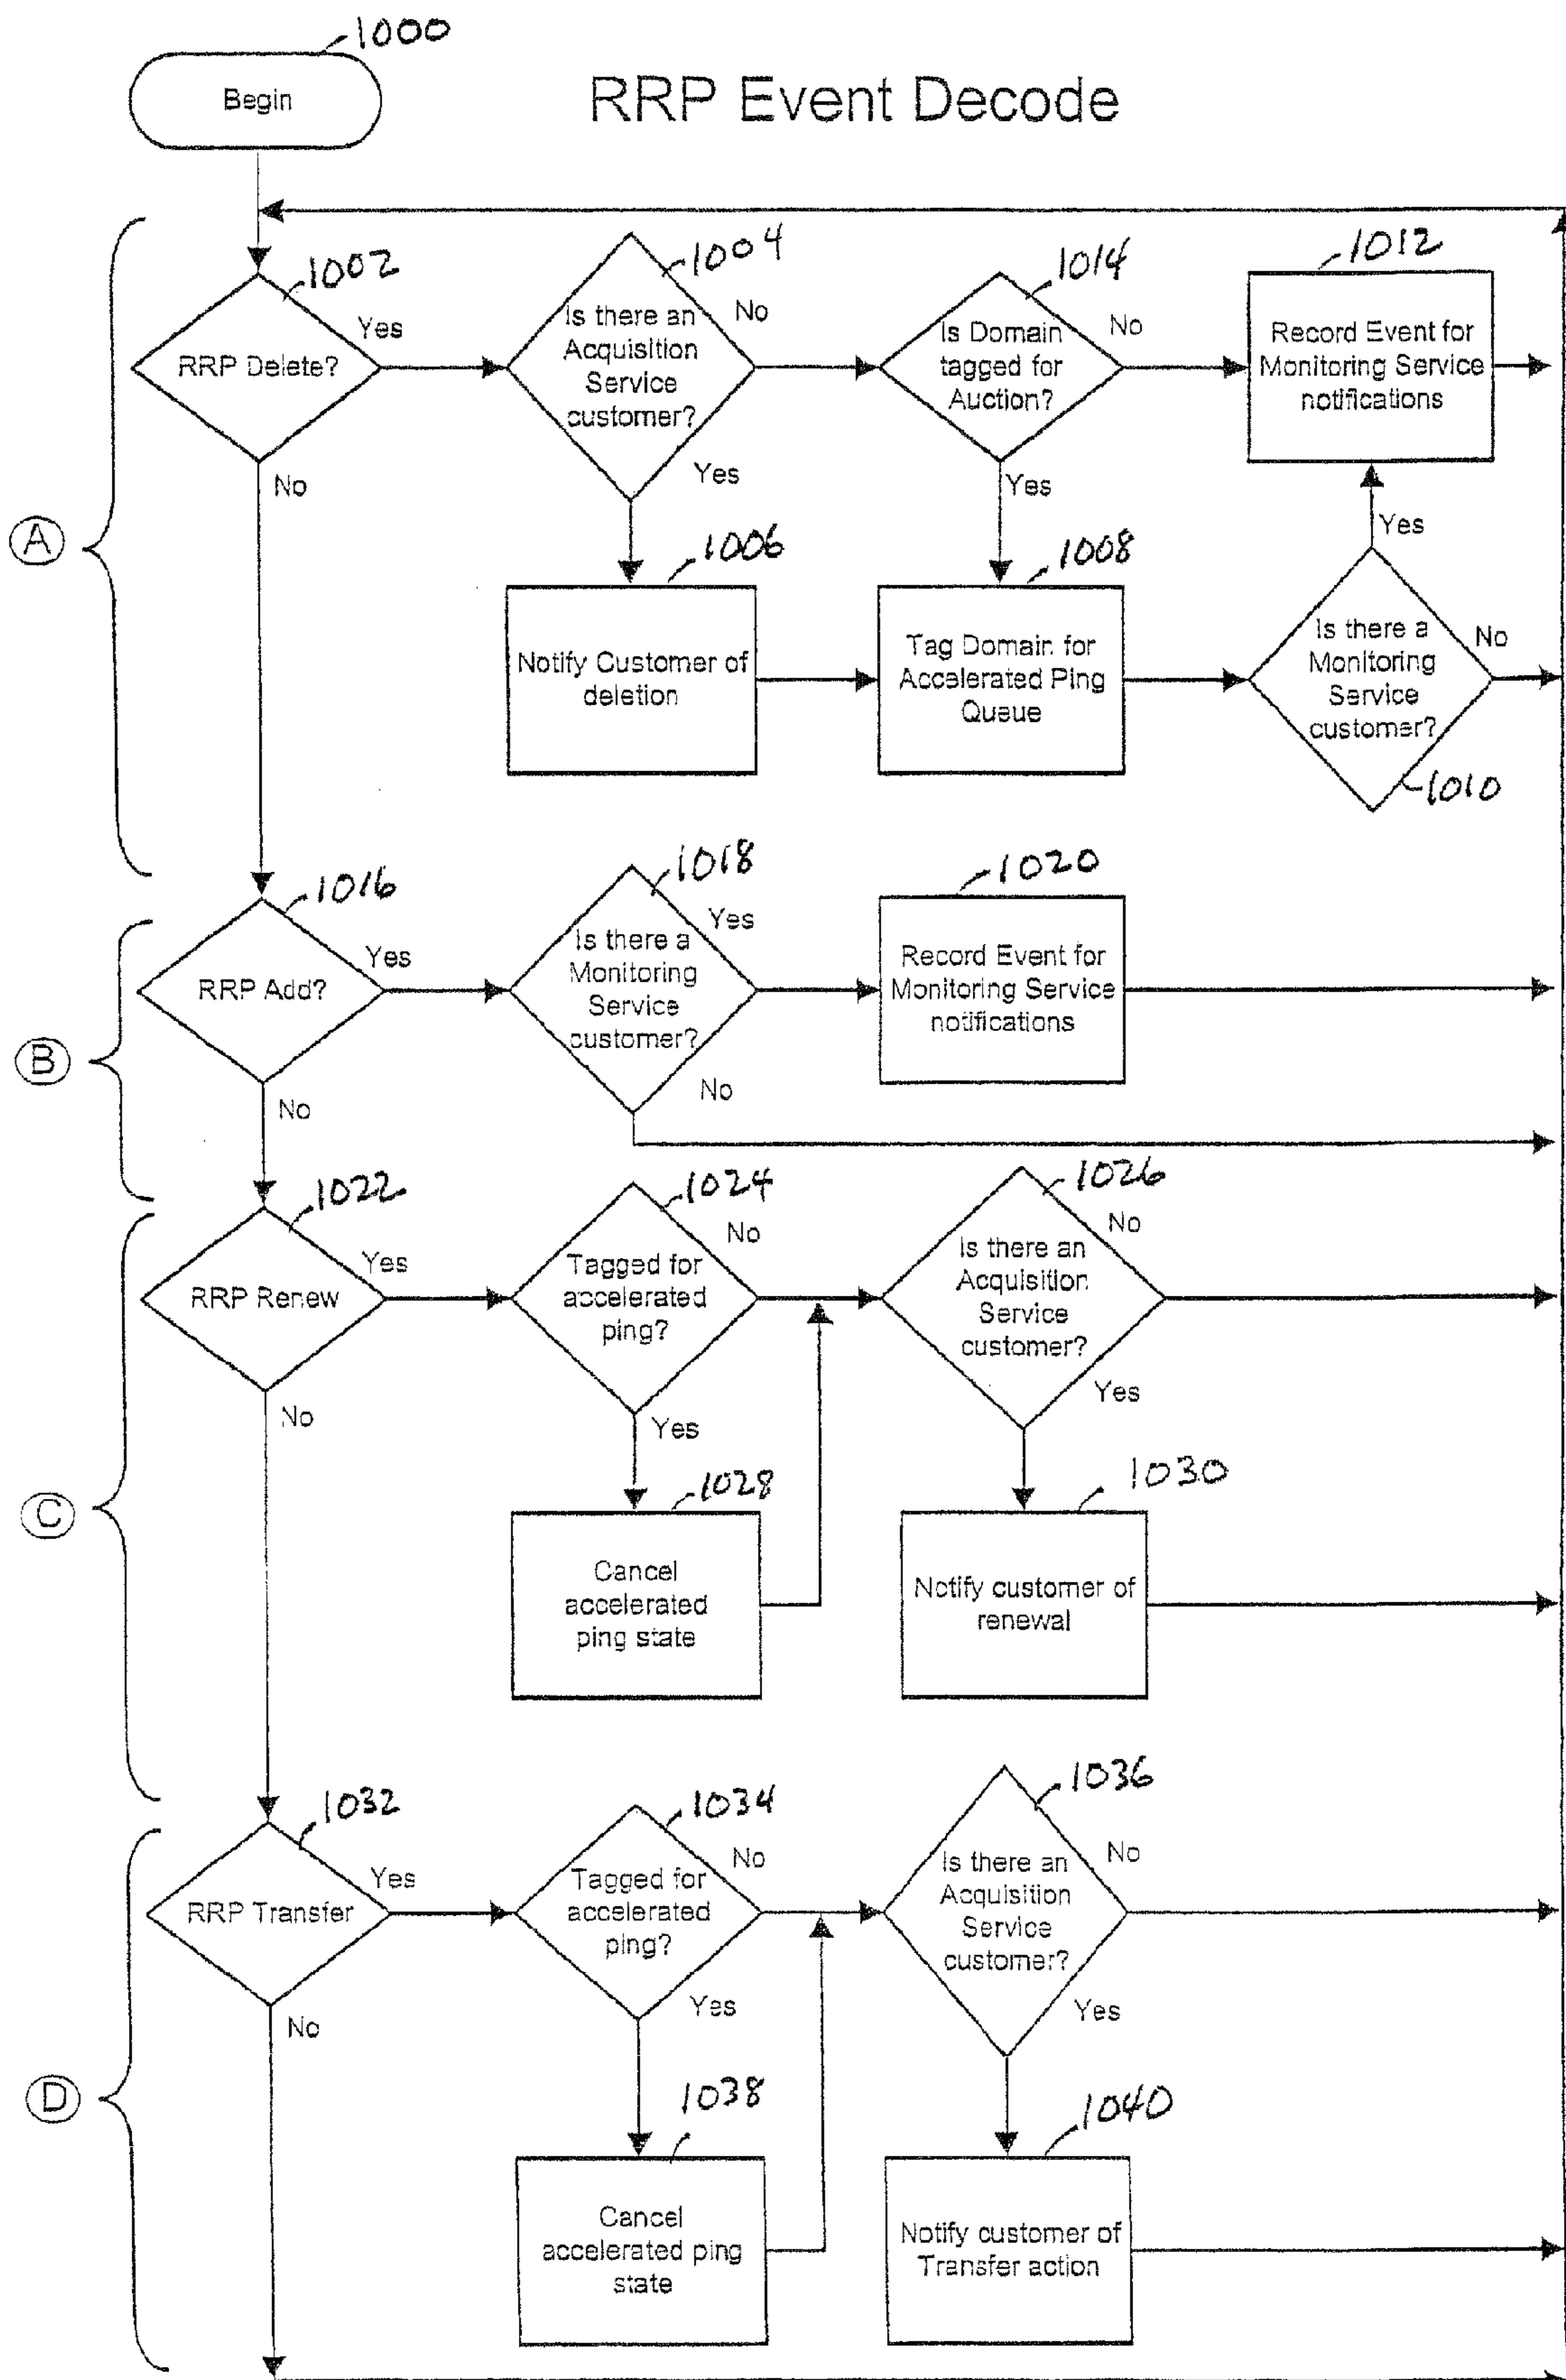 1000
Begin
RRP Event Decode
1002
Yes
RRP Delete?
No
1004
No
Is there an
Acquisition
Service
customer?
Yes
1014
No
Is Domain
tagged for
Auction?
Yes
1012
Record Event for
Monitoring Service
notifications
Yes
A
1006
Notify Customer of
deletion
1008
Tag Domain for
Accelerated Ping
Queue
Is there a
Monitoring
Service
customer?
No
1010
1016
Yes
RRP Add?
No
B
1018
Yes
Is there a
Monitoring
Service
customer?
No
1020
Record Event for
Monitoring Service
notifications
1022
Yes
RRP Renew
No
C
1024
No
Tagged for
accelerated
ping?
Yes
1026
No
Is there an
Acquisition
Service
customer?
Yes
1028
Cancel
accelerated
ping state
1030
Notify customer of
renewal
1032
Yes
RRP Transfer
No
D
1034
No
Tagged for
accelerated
ping?
Yes
1036
No
Is there an
Acquisition
Service
customer?
Yes
1038
Cancel
accelerated ping
state
1040
Notify customer of
Transfer action